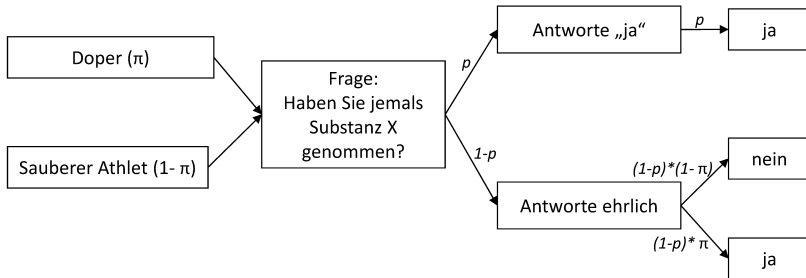 Doper (π)
Sauberer Athlet (1- π)
Frage:
Haben Sie jemals
Substanz X
genommen?
p
1-p
Antworte „ja“
p
ja
Antworte ehrlich
(1-p)*(1- π)
nein
(1-p)* π
ja